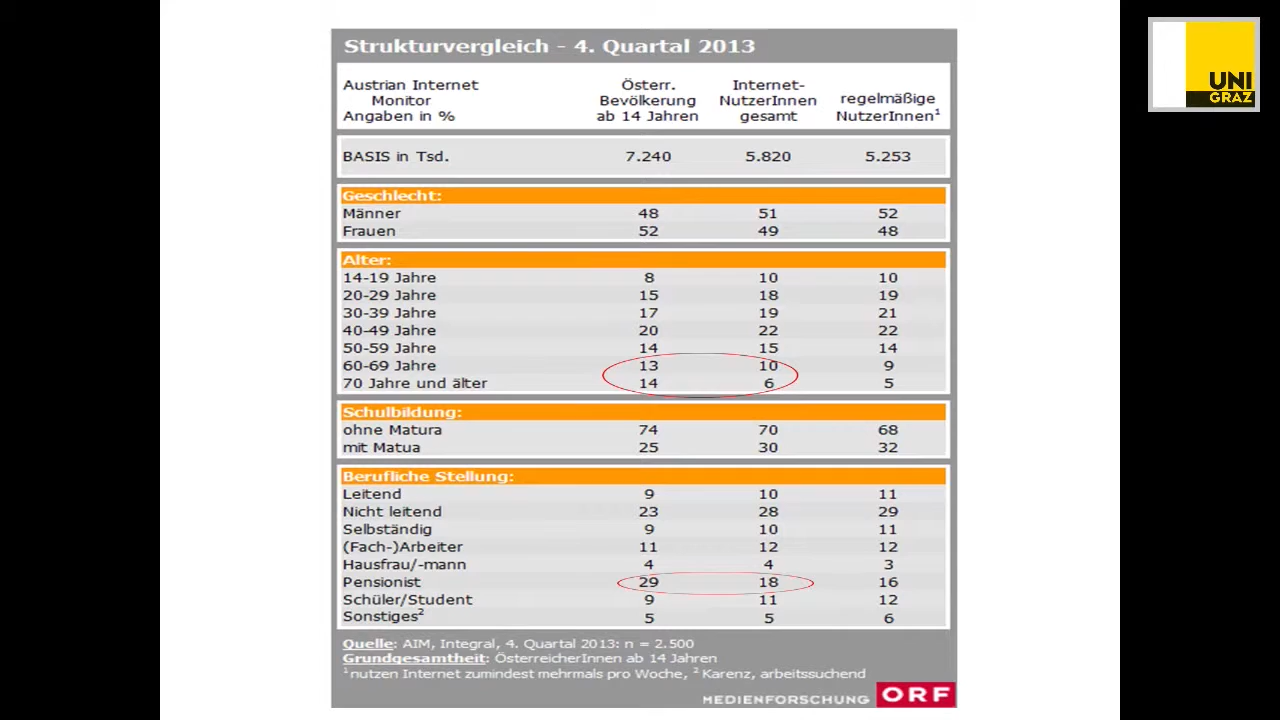 Strukturvergleich - 4. Quartal 2013
UNI
GRAZ
Austrian Internet Monitor Angaben in % Österr. Bevölkerung ab 14 Jahren Internet-NutzerInnen gesamt regelmäßige NutzerInnen¹
BASIS in Tsd. 7.240 5.820 5.253
Geschlecht:
Männer 48 51 52
Frauen 52 49 48
Alter:
14-19 Jahre 8 10 10
20-29 Jahre 15 18 19
30-39 Jahre 17 19 21
40-49 Jahre 20 22 22
50-59 Jahre 14 15 14
60-69 Jahre 13 10 9
70 Jahre und älter 14 6 5
Schulbildung:
ohne Matura 74 70 68
mit Matua 25 30 32
Berufliche Stellung:
Leitend 9 10 11
Nicht leitend 23 28 29
Selbständig 9 10 11
(Fach-)Arbeiter 11 12 12
Hausfrau/-mann 4 4 3
Pensionist 29 18 16
Schüler/Student 9 11 12
Sonstiges² 5 5 6
Quelle: AIM, Integral, 4. Quartal 2013: n = 2.500
Grundgesamtheit: ÖsterreicherInnen ab 14 Jahren
¹nutzen Internet zumindest mehrmals pro Woche, ² Karenz, arbeitssuchend
MEDIENFORSCHUNG ORF